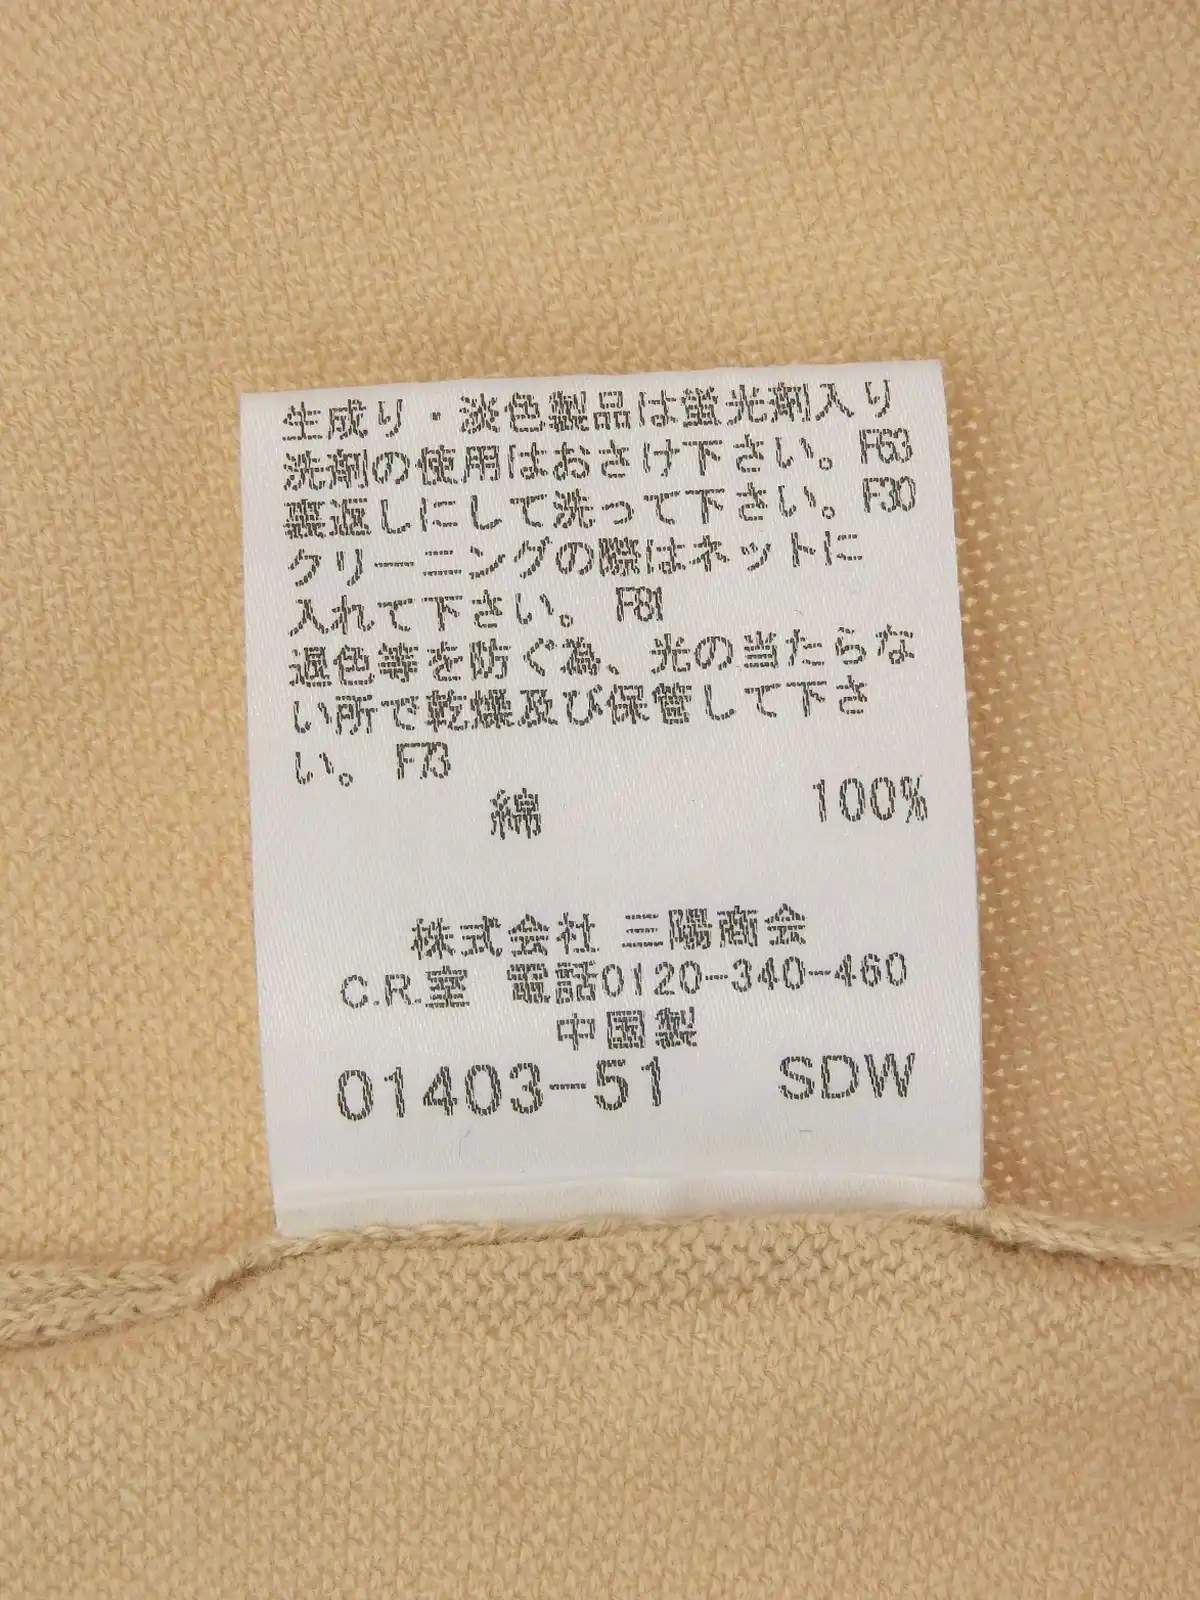 生成り・淡色製品は蛍光剤入り
洗剤の使用はおさけ下さい。F63
裏返しにして洗って下さい。F30
クリーニングの際はネットに
入れて下さい。 F81
退色等を防ぐ為、光の当たらな
い所で乾燥及び保管して下さ
い。 F73
綿 100%
株式会社 三陽商会
C.R.室 電話0120-340-460
中国製
01403-51 SDW